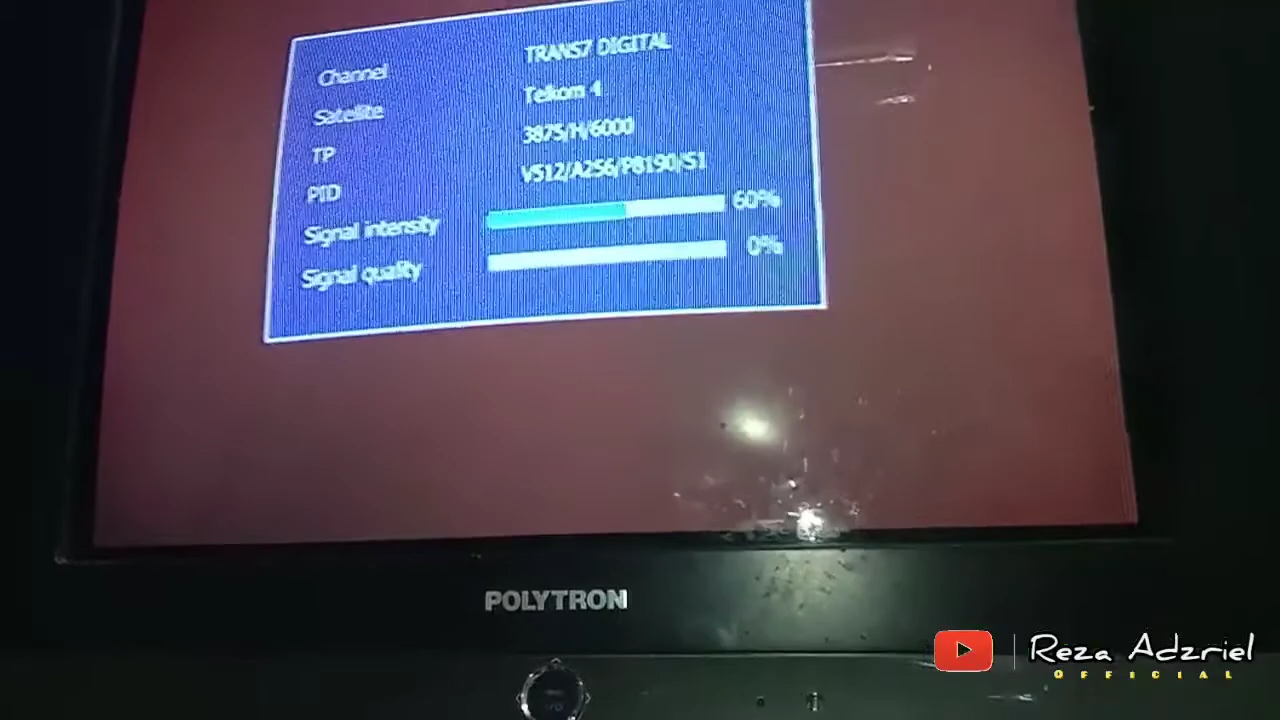 Channel TRANS7 DIGITAL
Satellite Telkom 4
TP 3875/H/6000
PID V512/A256/P8190/S1
Signal intensity 60%
Signal quality 0%
POLYTRON
Reza Adzriel
OFFICIAL